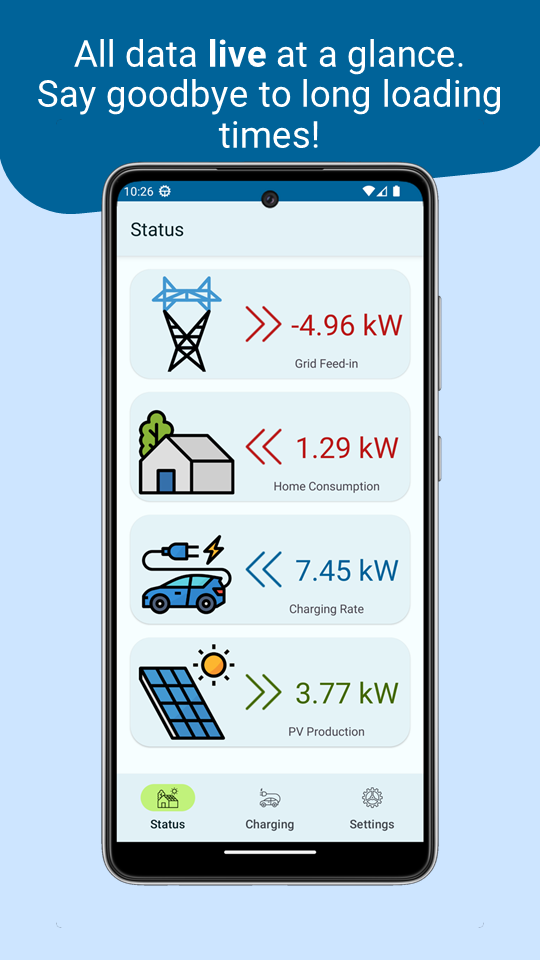 All data live at a glance.
Say goodbye to long loading
times!
10:26
Status
-4.96 kW
Grid Feed-in
1.29 kW
Home Consumption
7.45 kW
Charging Rate
3.77 kW
PV Production
Status
Charging
Settings